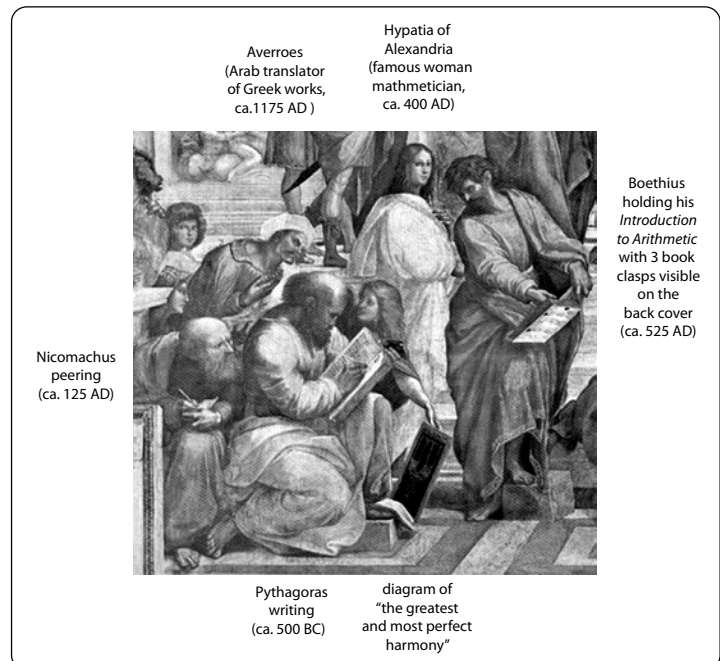 Averroes
(Arab translator
of Greek works,
ca.1175 AD )
Hypatia of
Alexandria
(famous woman
mathmetician,
ca. 400 AD)
Boethius
holding his
Introduction
to Arithmetic
with 3 book
clasps visible
on the
back cover
(ca. 525 AD)
Nicomachus
peering
(ca. 125 AD)
Pythagoras
writing
(ca. 500 BC)
diagram of
“the greatest
and most perfect
harmony”